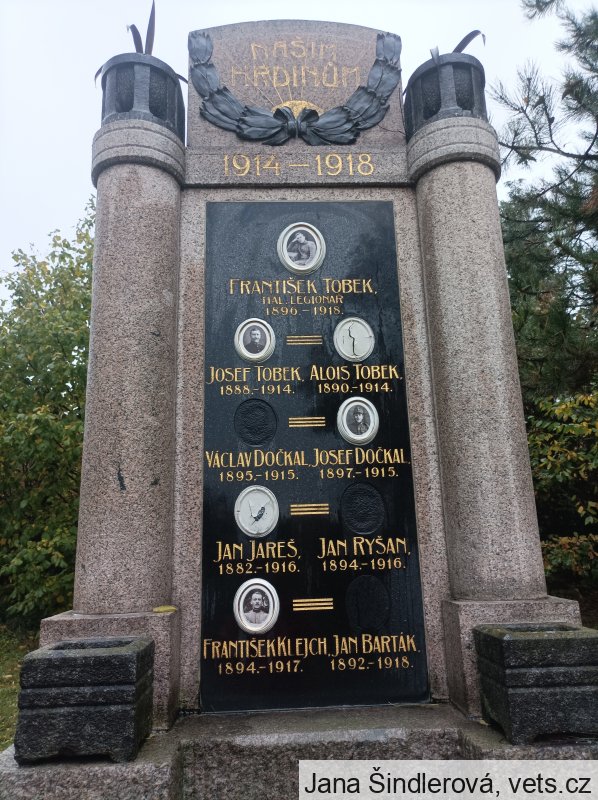 NAŠIM
HRDINŮM
1914 – 1918
FRANTIŠEK TOBEK,
ITAL. LEGIONÁŘ
1896 - 1918.
JOSEF TOBEK, ALOIS TOBEK,
1888.-1914. 1890.-1914.
VÁCLAV DOČKAL, JOSEF DOČKAL,
1895-1915. 1897-1915.
JAN JAREŠ, JAN RYŠAN,
1882-1916. 1894.-1916.
FRANTIŠEK KLEJCH, JAN BARTÁK,
1894.-1917. 1892.-1918.
Jana Šindlerová, vets.cz